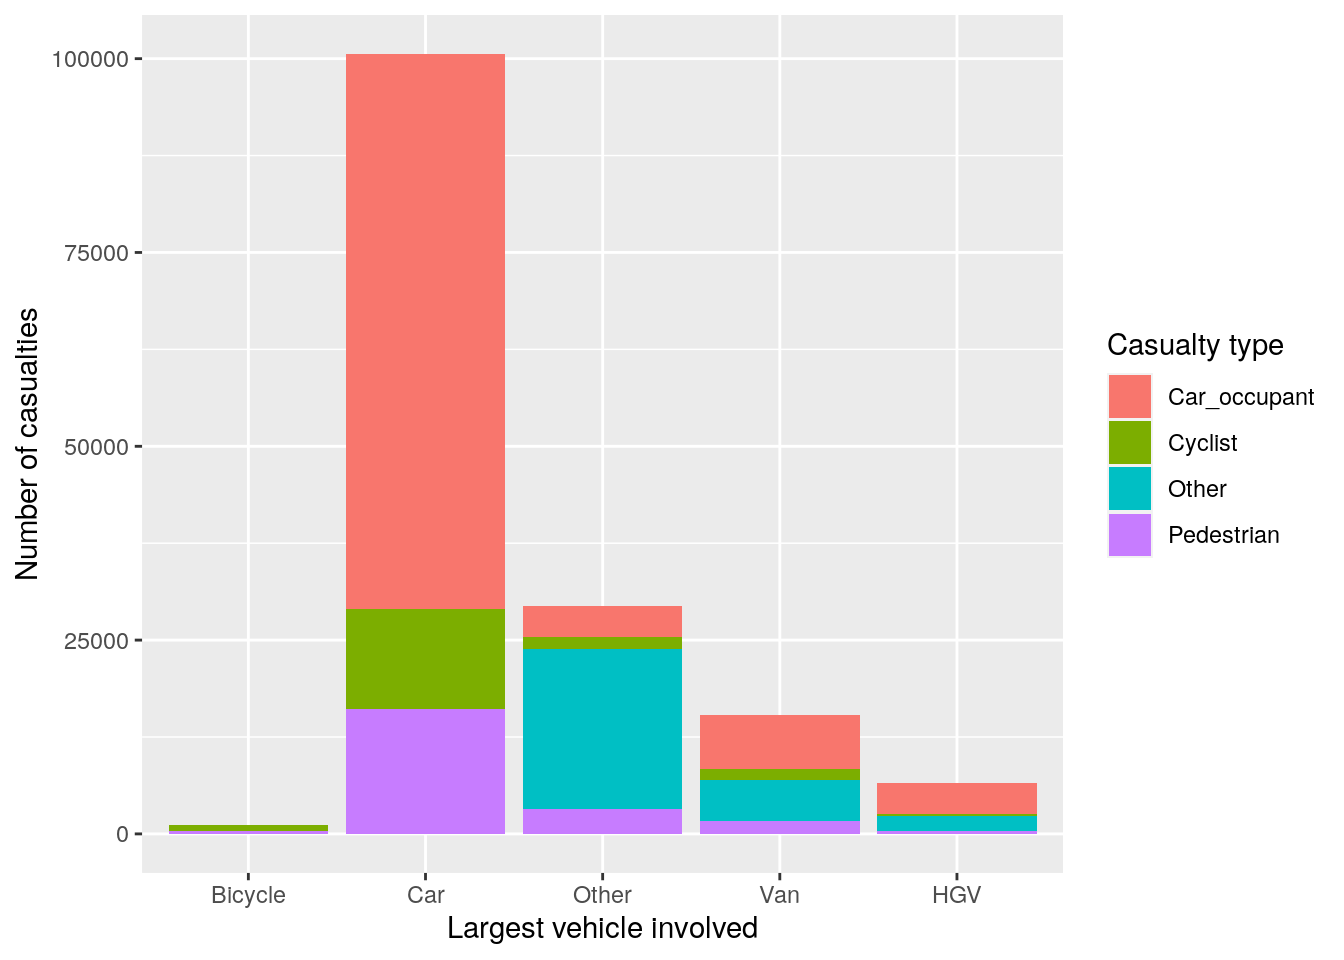 Number of casualties
100000
75000
50000
25000
0
Bicycle
Car
Other
Van
HGV
Largest vehicle involved
Casualty type
Car_occupant
Cyclist
Other
Pedestrian